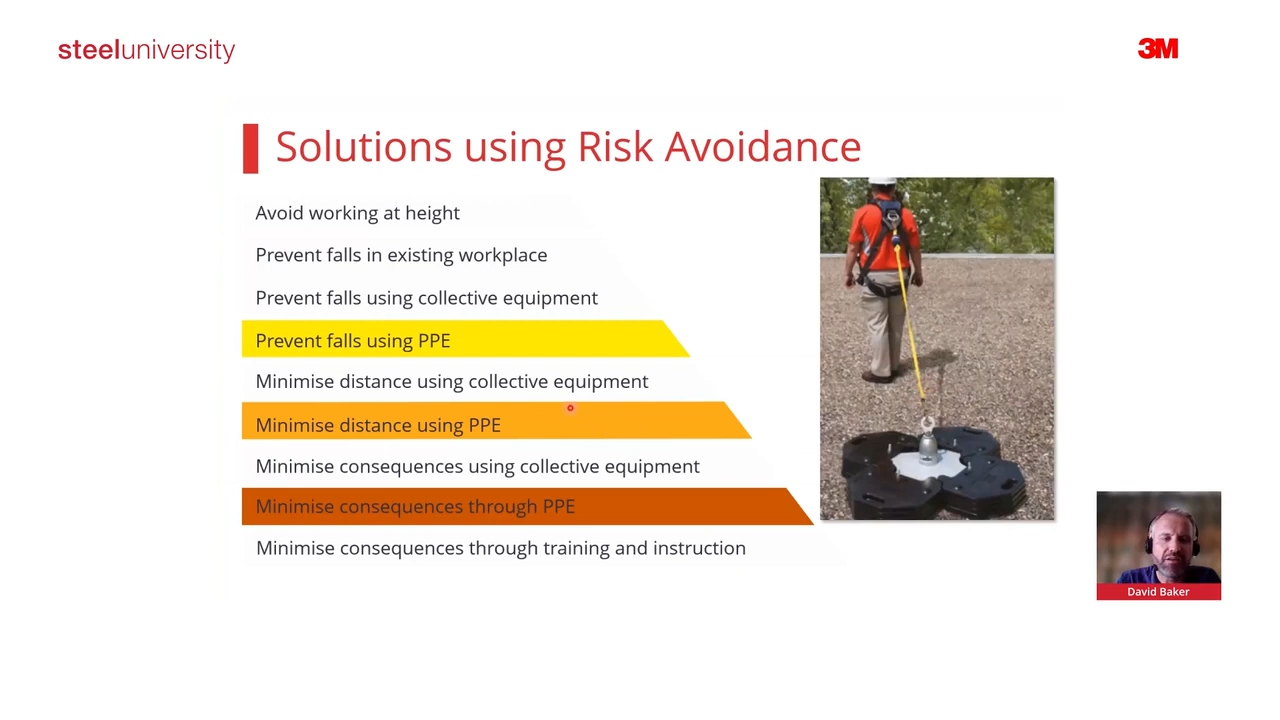 steeluniversity
3M
Solutions using Risk Avoidance
Avoid working at height
Prevent falls in existing workplace
Prevent falls using collective equipment
Prevent falls using PPE
Minimise distance using collective equipment
Minimise distance using PPE
Minimise consequences using collective equipment
Minimise consequences through PPE
Minimise consequences through training and instruction
David Baker